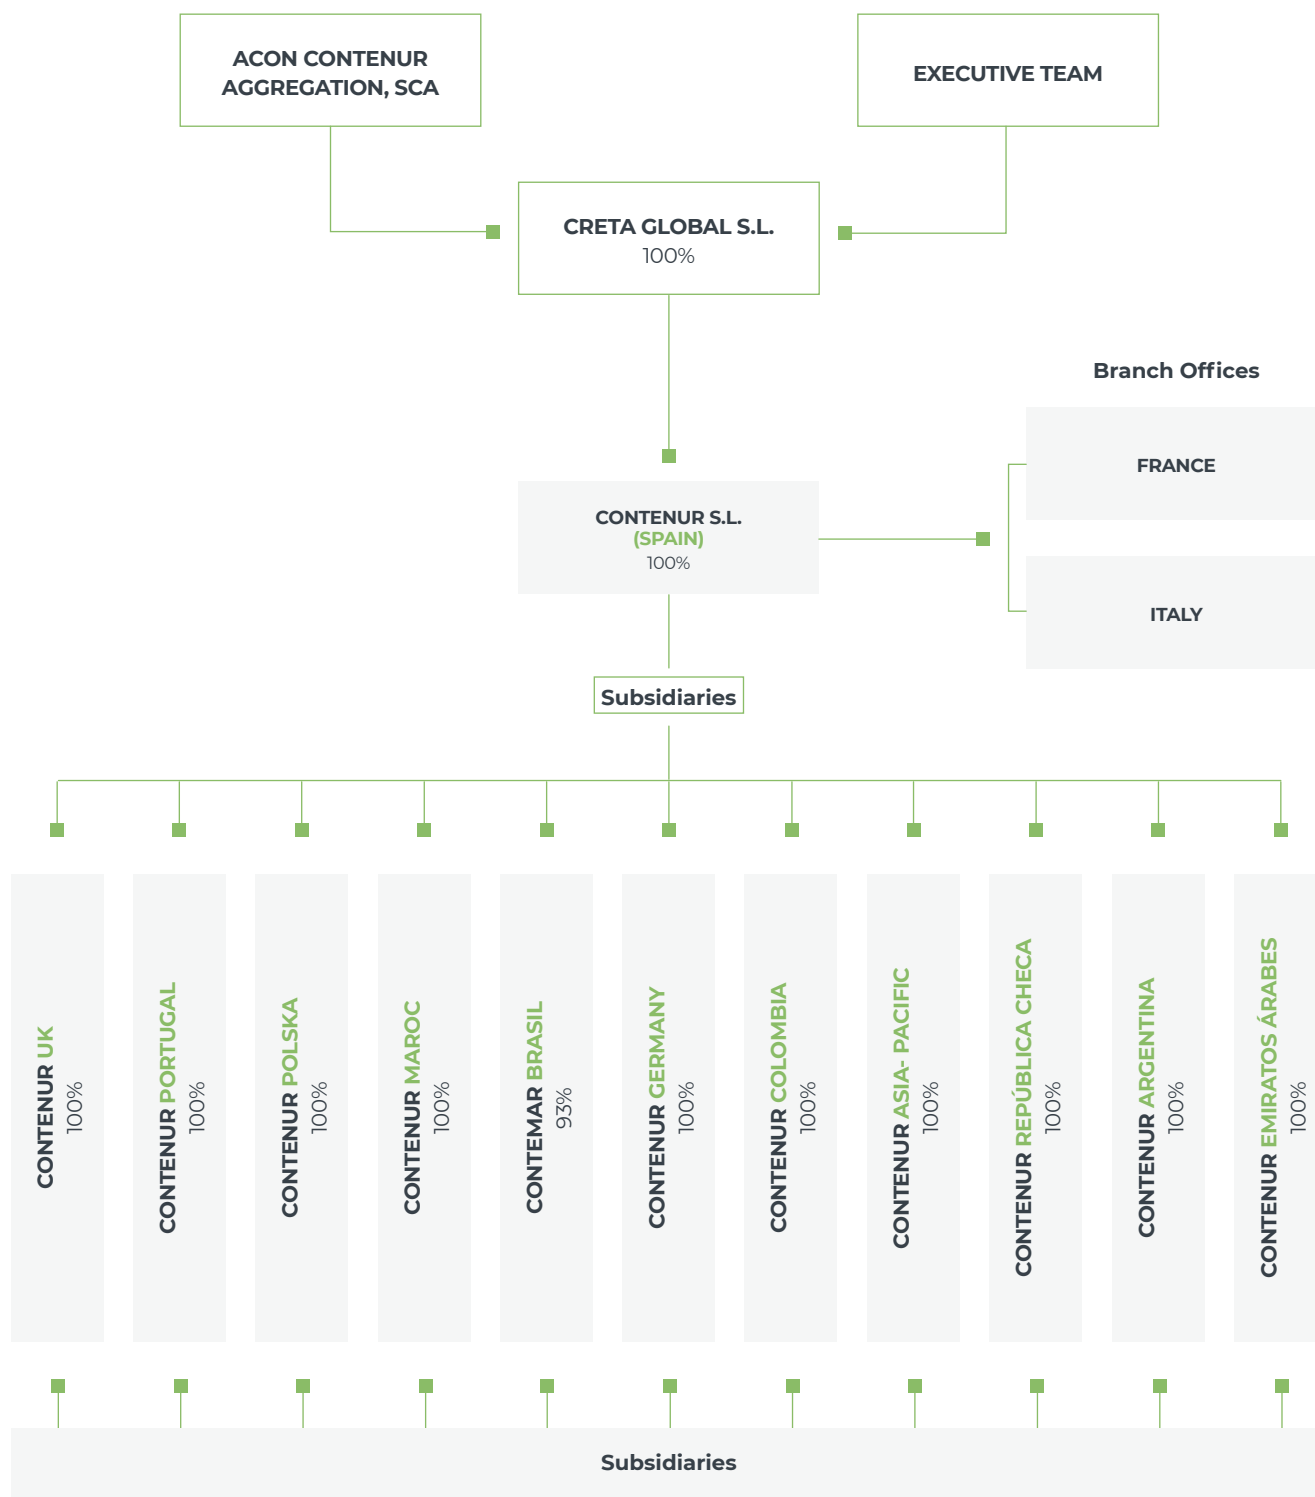 ACON CONTENUR
AGGREGATION, SCA
EXECUTIVE TEAM
CRETA GLOBAL S.L.
100%
Branch Offices
FRANCE
CONTENUR S.L.
(SPAIN)
100%
ITALY
Subsidiaries
CONTENUR UK
100%
CONTENUR PORTUGAL
100%
CONTENUR POLSKA
100%
CONTENUR MAROC
100%
CONTEMAR BRASIL
93%
CONTENUR GERMANY
100%
CONTENUR COLOMBIA
100%
CONTENUR ASIA- PACIFIC
100%
CONTENUR REPÚBLICA CHECA
100%
CONTENUR ARGENTINA
100%
CONTENUR EMIRATOS ÁRABES
100%
Subsidiaries